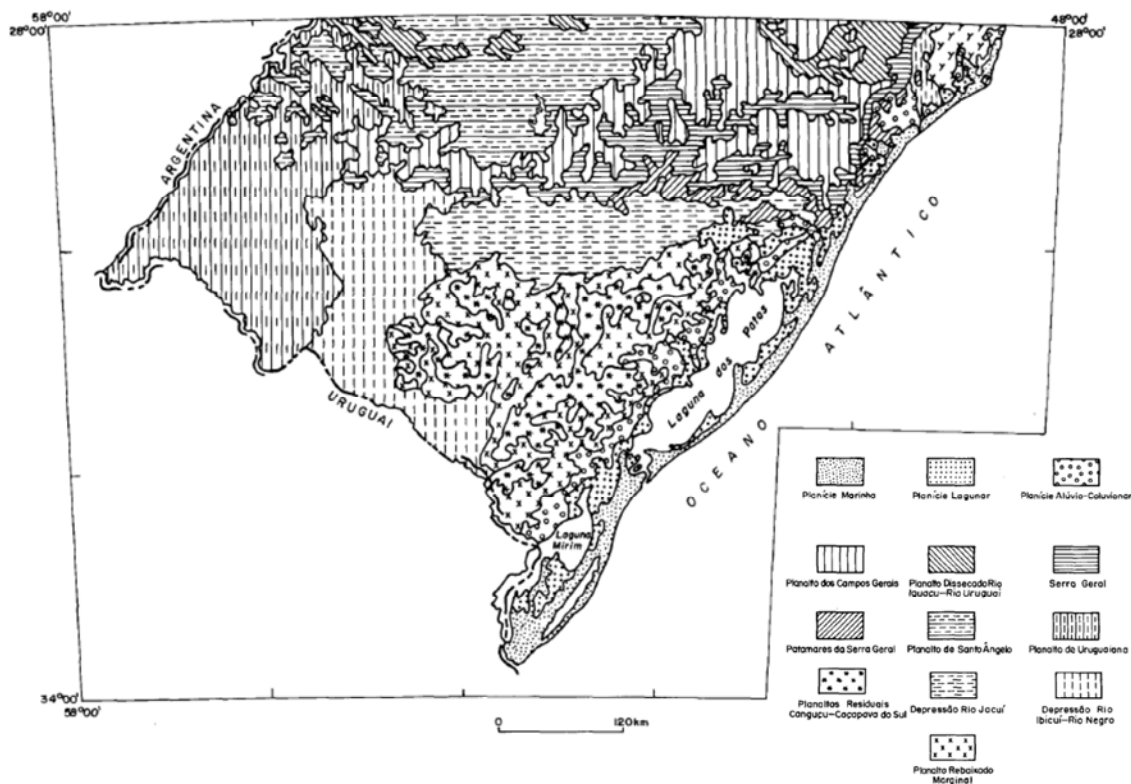 58°00'
28°00'
48°00'
28°00'
ARGENTINA
URUGUAI
OCEANO ATLÂNTICO
Laguna dos Patos
Laguna
Mirim
34°00'
58°00'
0 120km
Planície Marinha
Planície Lagunar
Planície Alúvio-Coluvionar
Planalto dos Campos Gerais
Planalto Dissecado Rio
Iguaçu-Rio Uruguai
Serra Geral
Patamares da Serra Geral
Planalto de Santo Ângelo
Planalto de Uruguaiana
Planaltos Residuais
Canguçu-Caçapava do Sul
Depressão Rio Jacuí
Depressão Rio
Ibicuí-Rio Negro
Planalto Rebaixado
Marginal